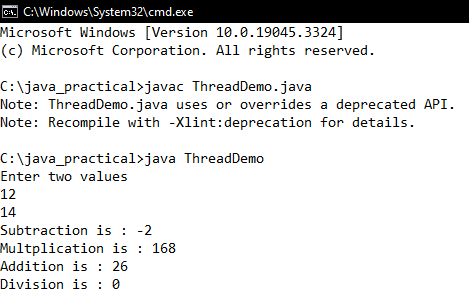 C:\Windows\System32\cmd.exe
Microsoft Windows [Version 10.0.19045.3324]
(c) Microsoft Corporation. All rights reserved.
C:\java_practical>javac ThreadDemo.java
Note: ThreadDemo.java uses or overrides a deprecated API.
Note: Recompile with -Xlint:deprecation for details.
C:\java_practical>java ThreadDemo
Enter two values
12
14
Subtraction is : -2
Multplication is : 168
Addition is : 26
Division is : 0